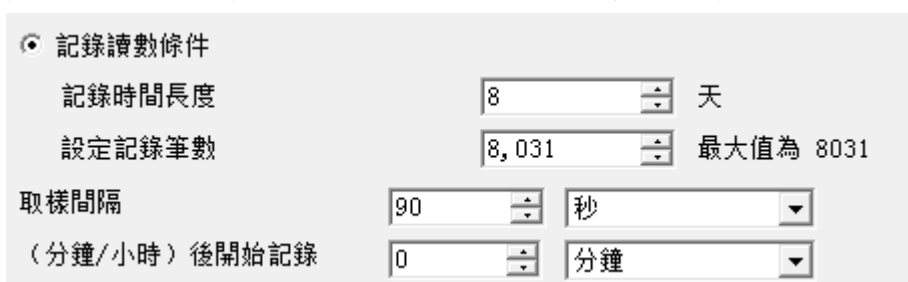 記錄讀數條件
記錄時間長度 8 天
設定記錄筆數 8,031 最大值為 8031
取樣間隔 90 秒
（分鐘/小時）後開始記錄 0 分鐘